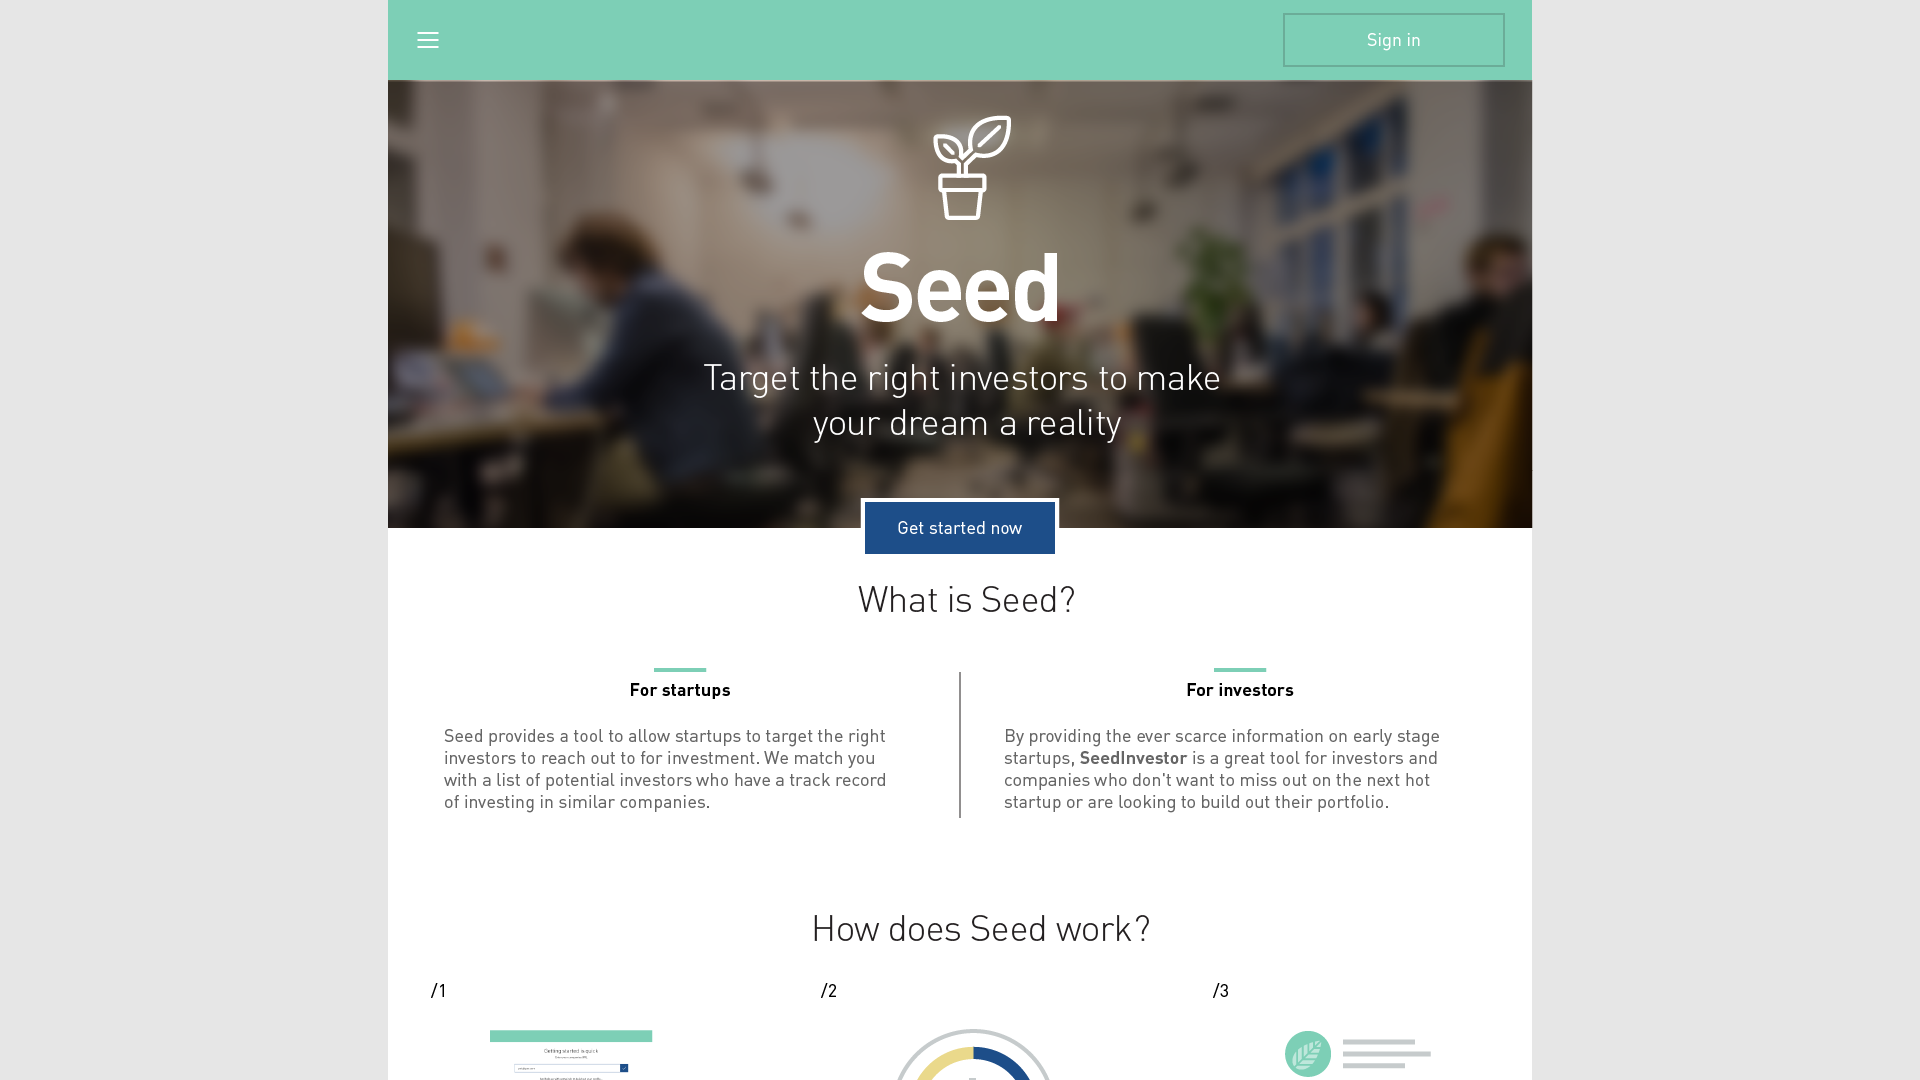 Sign in
Seed
Target the right investors to make
your dream a reality
Get started now
What is Seed?
For startups
Seed provides a tool to allow startups to target the right
investors to reach out to for investment. We match you
with a list of potential investors who have a track record
of investing in similar companies.
For investors
By providing the ever scarce information on early stage
startups, SeedInvestor is a great tool for investors and
companies who don't want to miss out on the next hot
startup or are looking to build out their portfolio.
How does Seed work?
/1
/2
/3
Getting started is quick